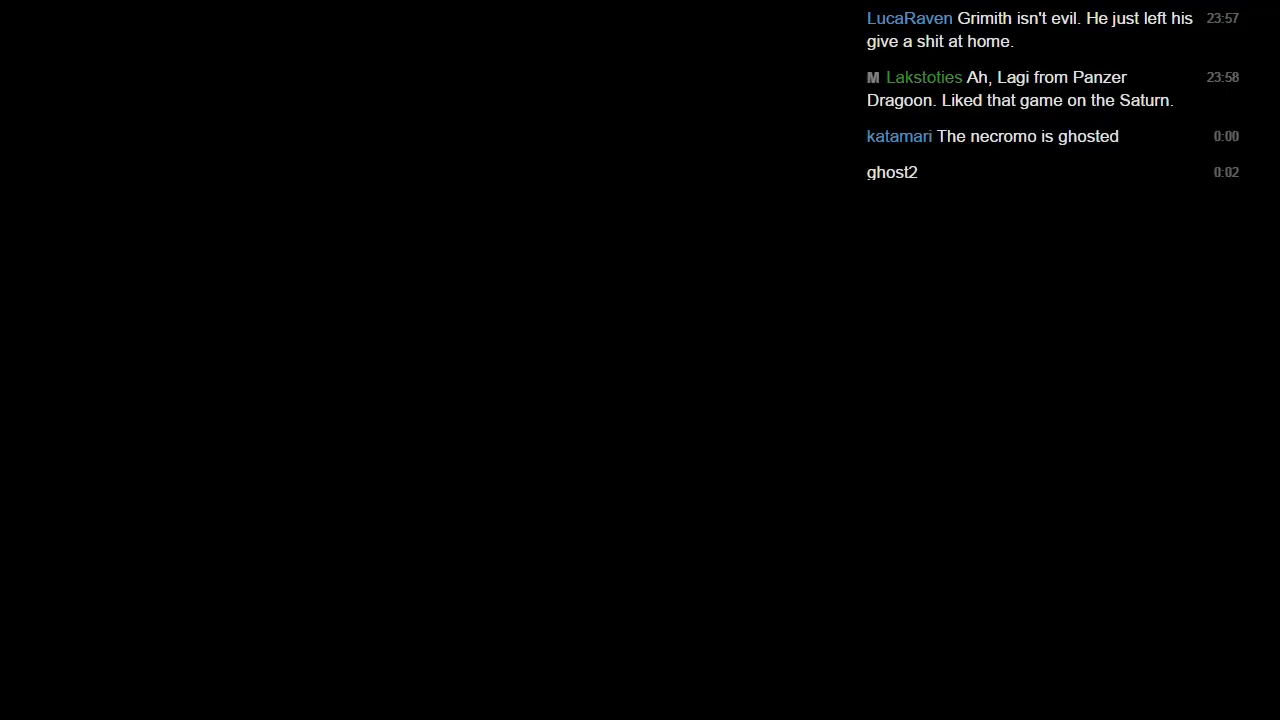 LucaRaven Grimith isn't evil. He just left his 23:57
give a shit at home.
M Lakstoties Ah, Lagi from Panzer 23:58
Dragoon. Liked that game on the Saturn.
katamari The necromo is ghosted 0:00
ghost2 0:02